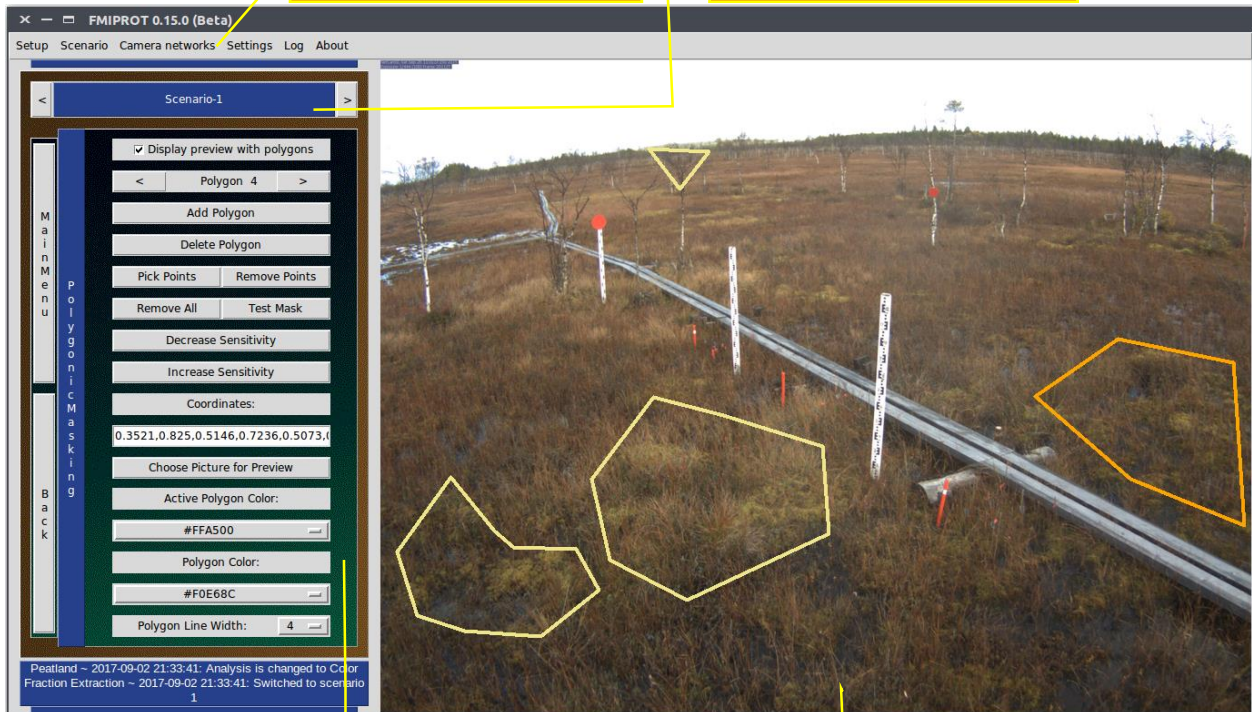 FMIPROT 0.15.0 (Beta)
Setup Scenario Camera networks Settings Log About
< Scenario-1 >
Main Menu
Back
Polygonic Masking
Display preview with polygons
< Polygon 4 >
Add Polygon
Delete Polygon
Pick Points Remove Points
Remove All Test Mask
Decrease Sensitivity
Increase Sensitivity
Coordinates:
0.3521,0.825,0.5146,0.7236,0.5073,
Choose Picture for Preview
Active Polygon Color:
#FFA500
Polygon Color:
#F0E68C
Polygon Line Width: 4
Peatland ~ 2017-09-02 21:33:41: Analysis is changed to Color
Fraction Extraction ~ 2017-09-02 21:33:41: Switched to scenario
1